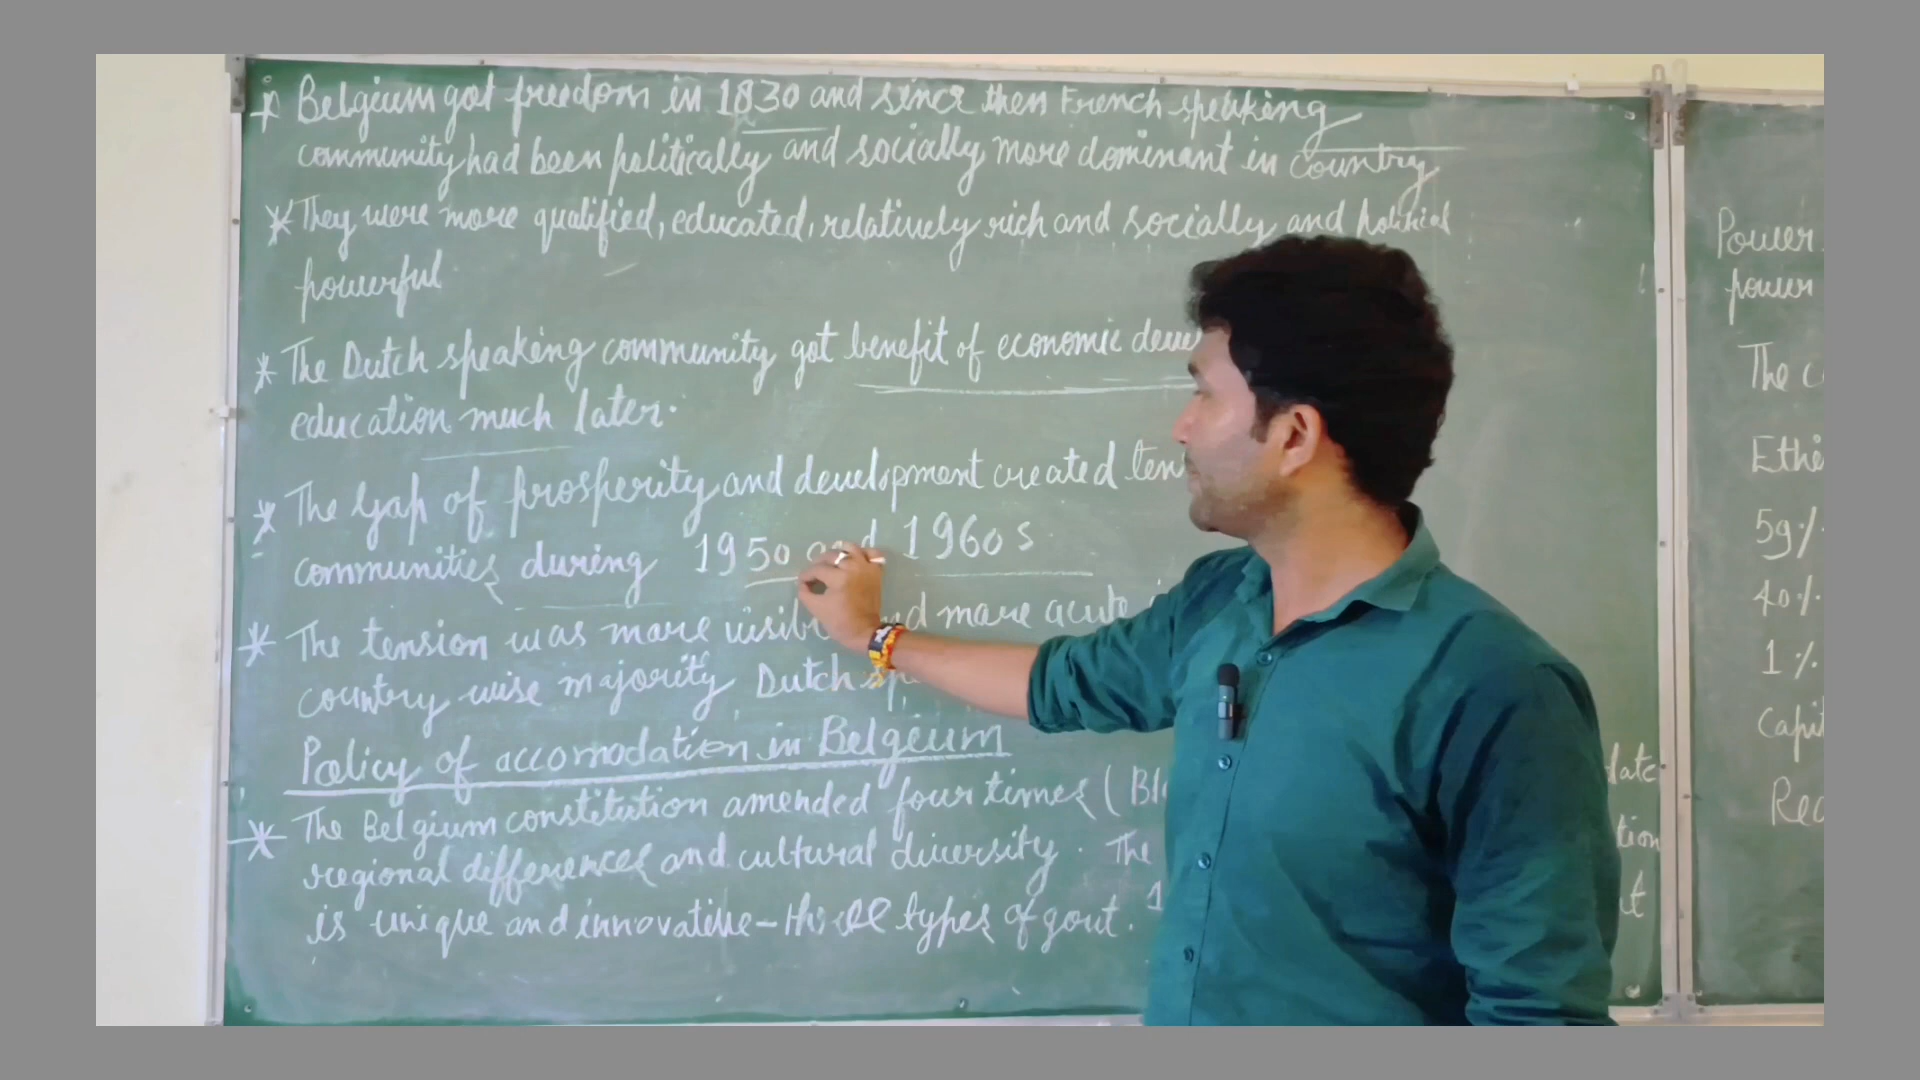 * Belgium got freedom in 1830 and since then French speaking
community had been politically and socially more dominant in country
* They were more qualified, educated, relatively rich and socially and political
powerful
* The Dutch speaking community got benefit of economic deve
education much later.
* The Gap of prosperity and development created ten
communities during 1950 and 1960s
* The tension was more visible and more acute
country wise majority Dutch sp
Policy of accomodation in Belgium
* The Belgium constitution amended four times (
regional differences and cultural diversity. The
is unique and innovative - three types of govt. 1
date
tion
Power
power
The c
Ethi
59%
40%
1%
Capit